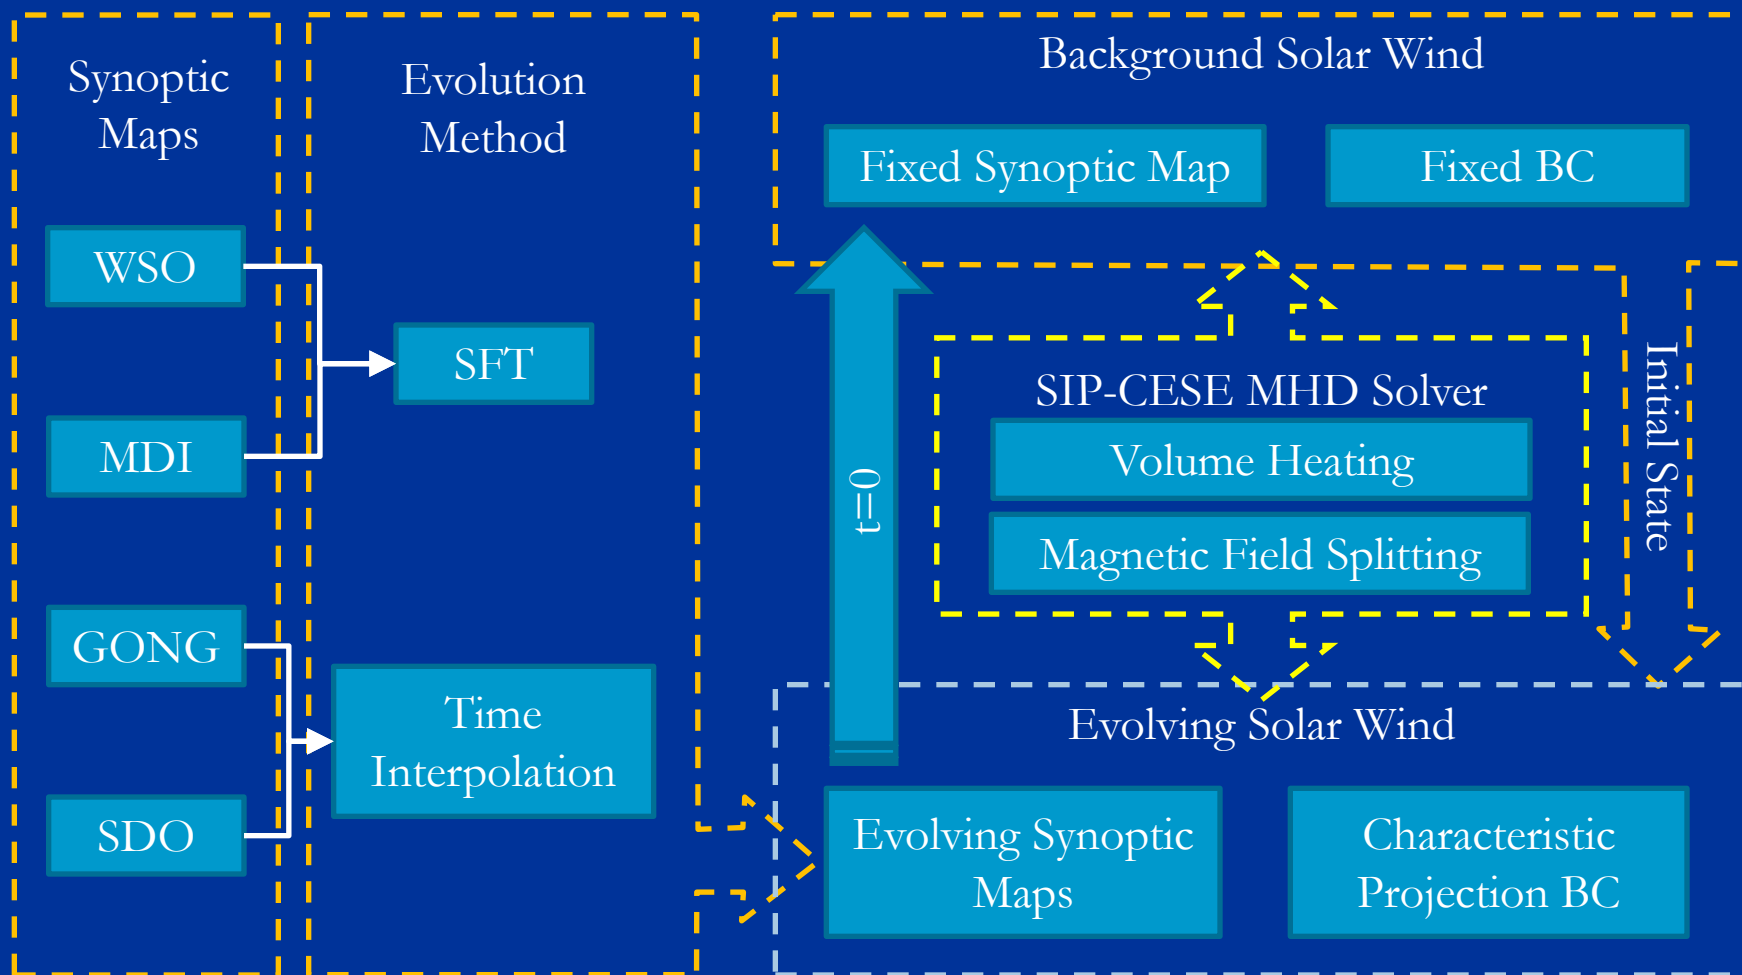 Synoptic
Maps
WSO
MDI
GONG
SDO
Evolution
Method
SFT
Time
Interpolation
Background Solar Wind
Fixed Synoptic Map
Fixed BC
t=0
SIP-CESE MHD Solver
Volume Heating
Magnetic Field Splitting
Initial State
Evolving Solar Wind
Evolving Synoptic
Maps
Characteristic
Projection BC